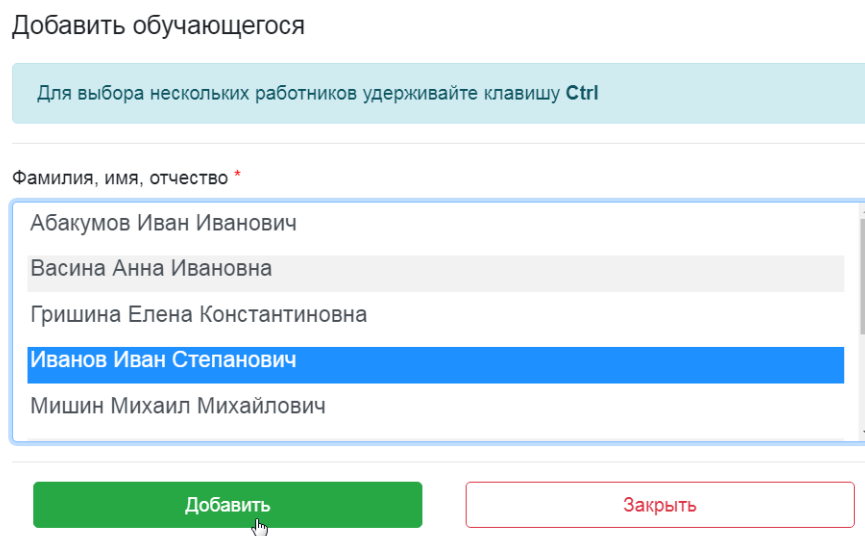 Добавить обучающегося
Для выбора нескольких работников удерживайте клавишу Ctrl
Фамилия, имя, отчество *
Абакумов Иван Иванович
Васина Анна Ивановна
Гришина Елена Константиновна
Иванов Иван Степанович
Мишин Михаил Михайлович
Добавить
Закрыть